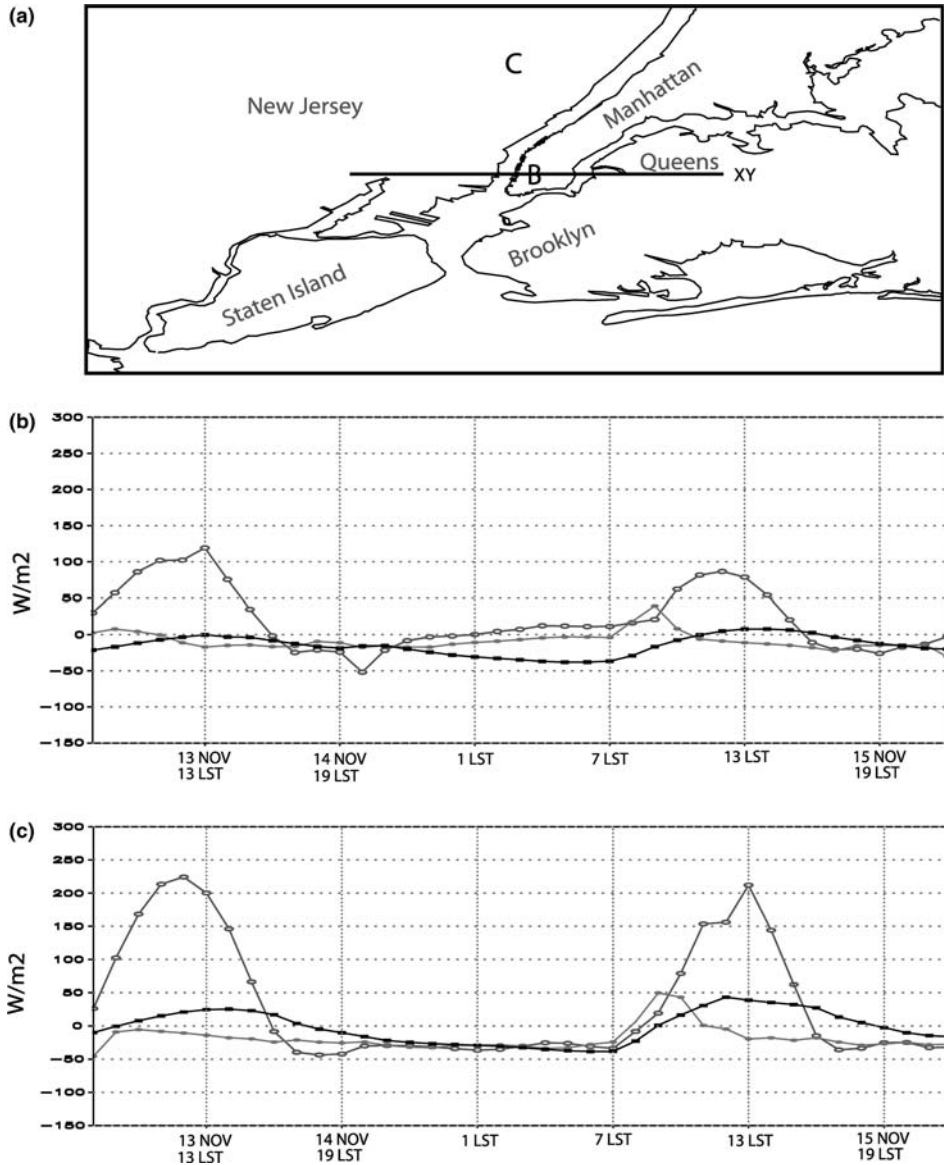 (a)
C
New Jersey
Manhattan
B
Queens
XY
Brooklyn
Staten Island
(b)
300
250
200
150
100
50
0
−50
−100
−150
W/m2
13 NOV
13 LST
14 NOV
19 LST
1 LST
7 LST
13 LST
15 NOV
19 LST
(c)
300
250
200
150
100
50
0
−50
−100
−150
W/m2
13 NOV
13 LST
14 NOV
19 LST
1 LST
7 LST
13 LST
15 NOV
19 LST